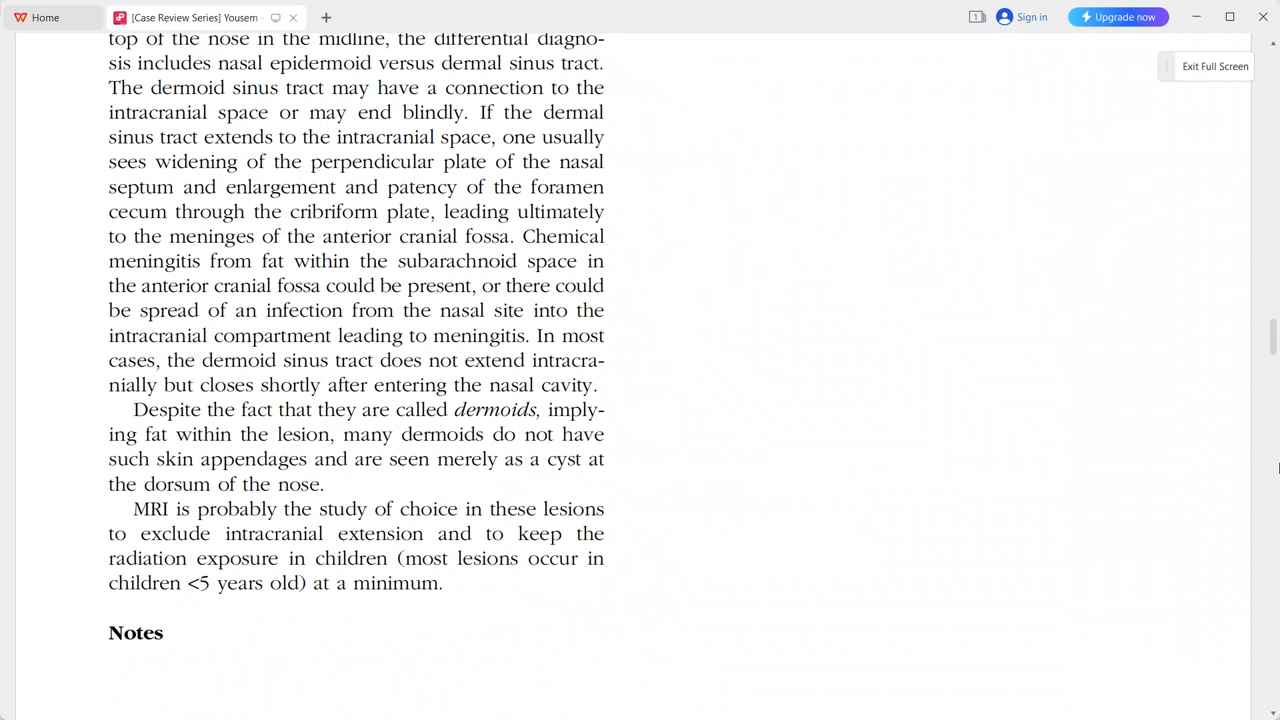 Home
[Case Review Series] Yousem -
1
Sign in
Upgrade now
Exit Full Screen
top of the nose in the midline, the differential diagno-
sis includes nasal epidermoid versus dermal sinus tract.
The dermoid sinus tract may have a connection to the
intracranial space or may end blindly. If the dermal
sinus tract extends to the intracranial space, one usually
sees widening of the perpendicular plate of the nasal
septum and enlargement and patency of the foramen
cecum through the cribriform plate, leading ultimately
to the meninges of the anterior cranial fossa. Chemical
meningitis from fat within the subarachnoid space in
the anterior cranial fossa could be present, or there could
be spread of an infection from the nasal site into the
intracranial compartment leading to meningitis. In most
cases, the dermoid sinus tract does not extend intracra-
nially but closes shortly after entering the nasal cavity.
Despite the fact that they are called dermoids, imply-
ing fat within the lesion, many dermoids do not have
such skin appendages and are seen merely as a cyst at
the dorsum of the nose.
MRI is probably the study of choice in these lesions
to exclude intracranial extension and to keep the
radiation exposure in children (most lesions occur in
children <5 years old) at a minimum.
Notes